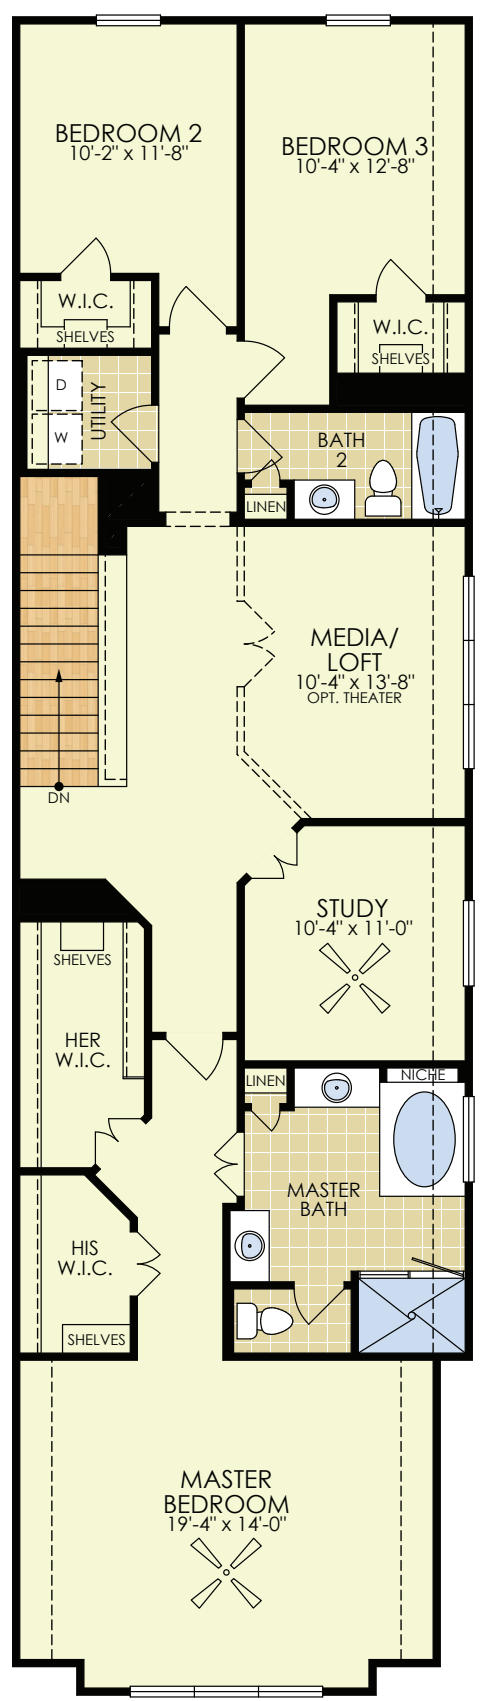 BEDROOM 2
10'-2" x 11'-8"
BEDROOM 3
10'-4" x 12'-8"
W.I.C.
SHELVES
W.I.C.
SHELVES
D
W
UTILITY
BATH
2
LINEN
MEDIA/
LOFT
10'-4" x 13'-8"
OPT. THEATER
DN
STUDY
10'-4" x 11'-0"
SHELVES
HER
W.I.C.
LINEN
NICHE
MASTER
BATH
HIS
W.I.C.
SHELVES
MASTER
BEDROOM
19'-4" x 14'-0"